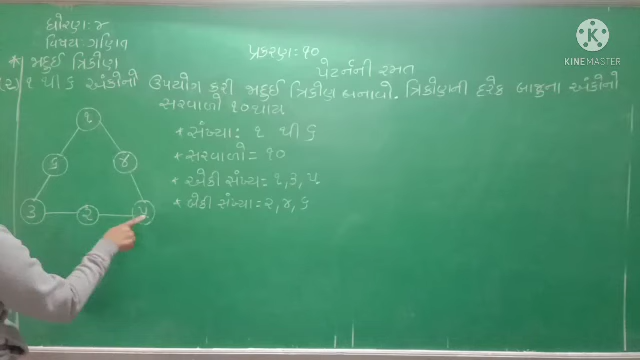 ધોરણ: ૪
વિષય ગણિત
પ્રકરણ: ૧૦
પેટર્નની રમત
* જાદુઈ ત્રિકોણ
(૨) ૧ થી ૬ અંકોનો ઉપયોગ કરી જાદુઈ ત્રિકોણ બનાવો. ત્રિકોણની દરેક બાજુના અંકોનો
સરવાળો ૧૦ થાય
* સંખ્યા: ૧ થી ૬
* સરવાળો = ૧૦
* એકી સંખ્યા = ૧, ૩, ૫
* બેકી સંખ્યા = ૨, ૪, ૬
૧
૬ ૪
૩ ૨ ૫
KINEMASTER